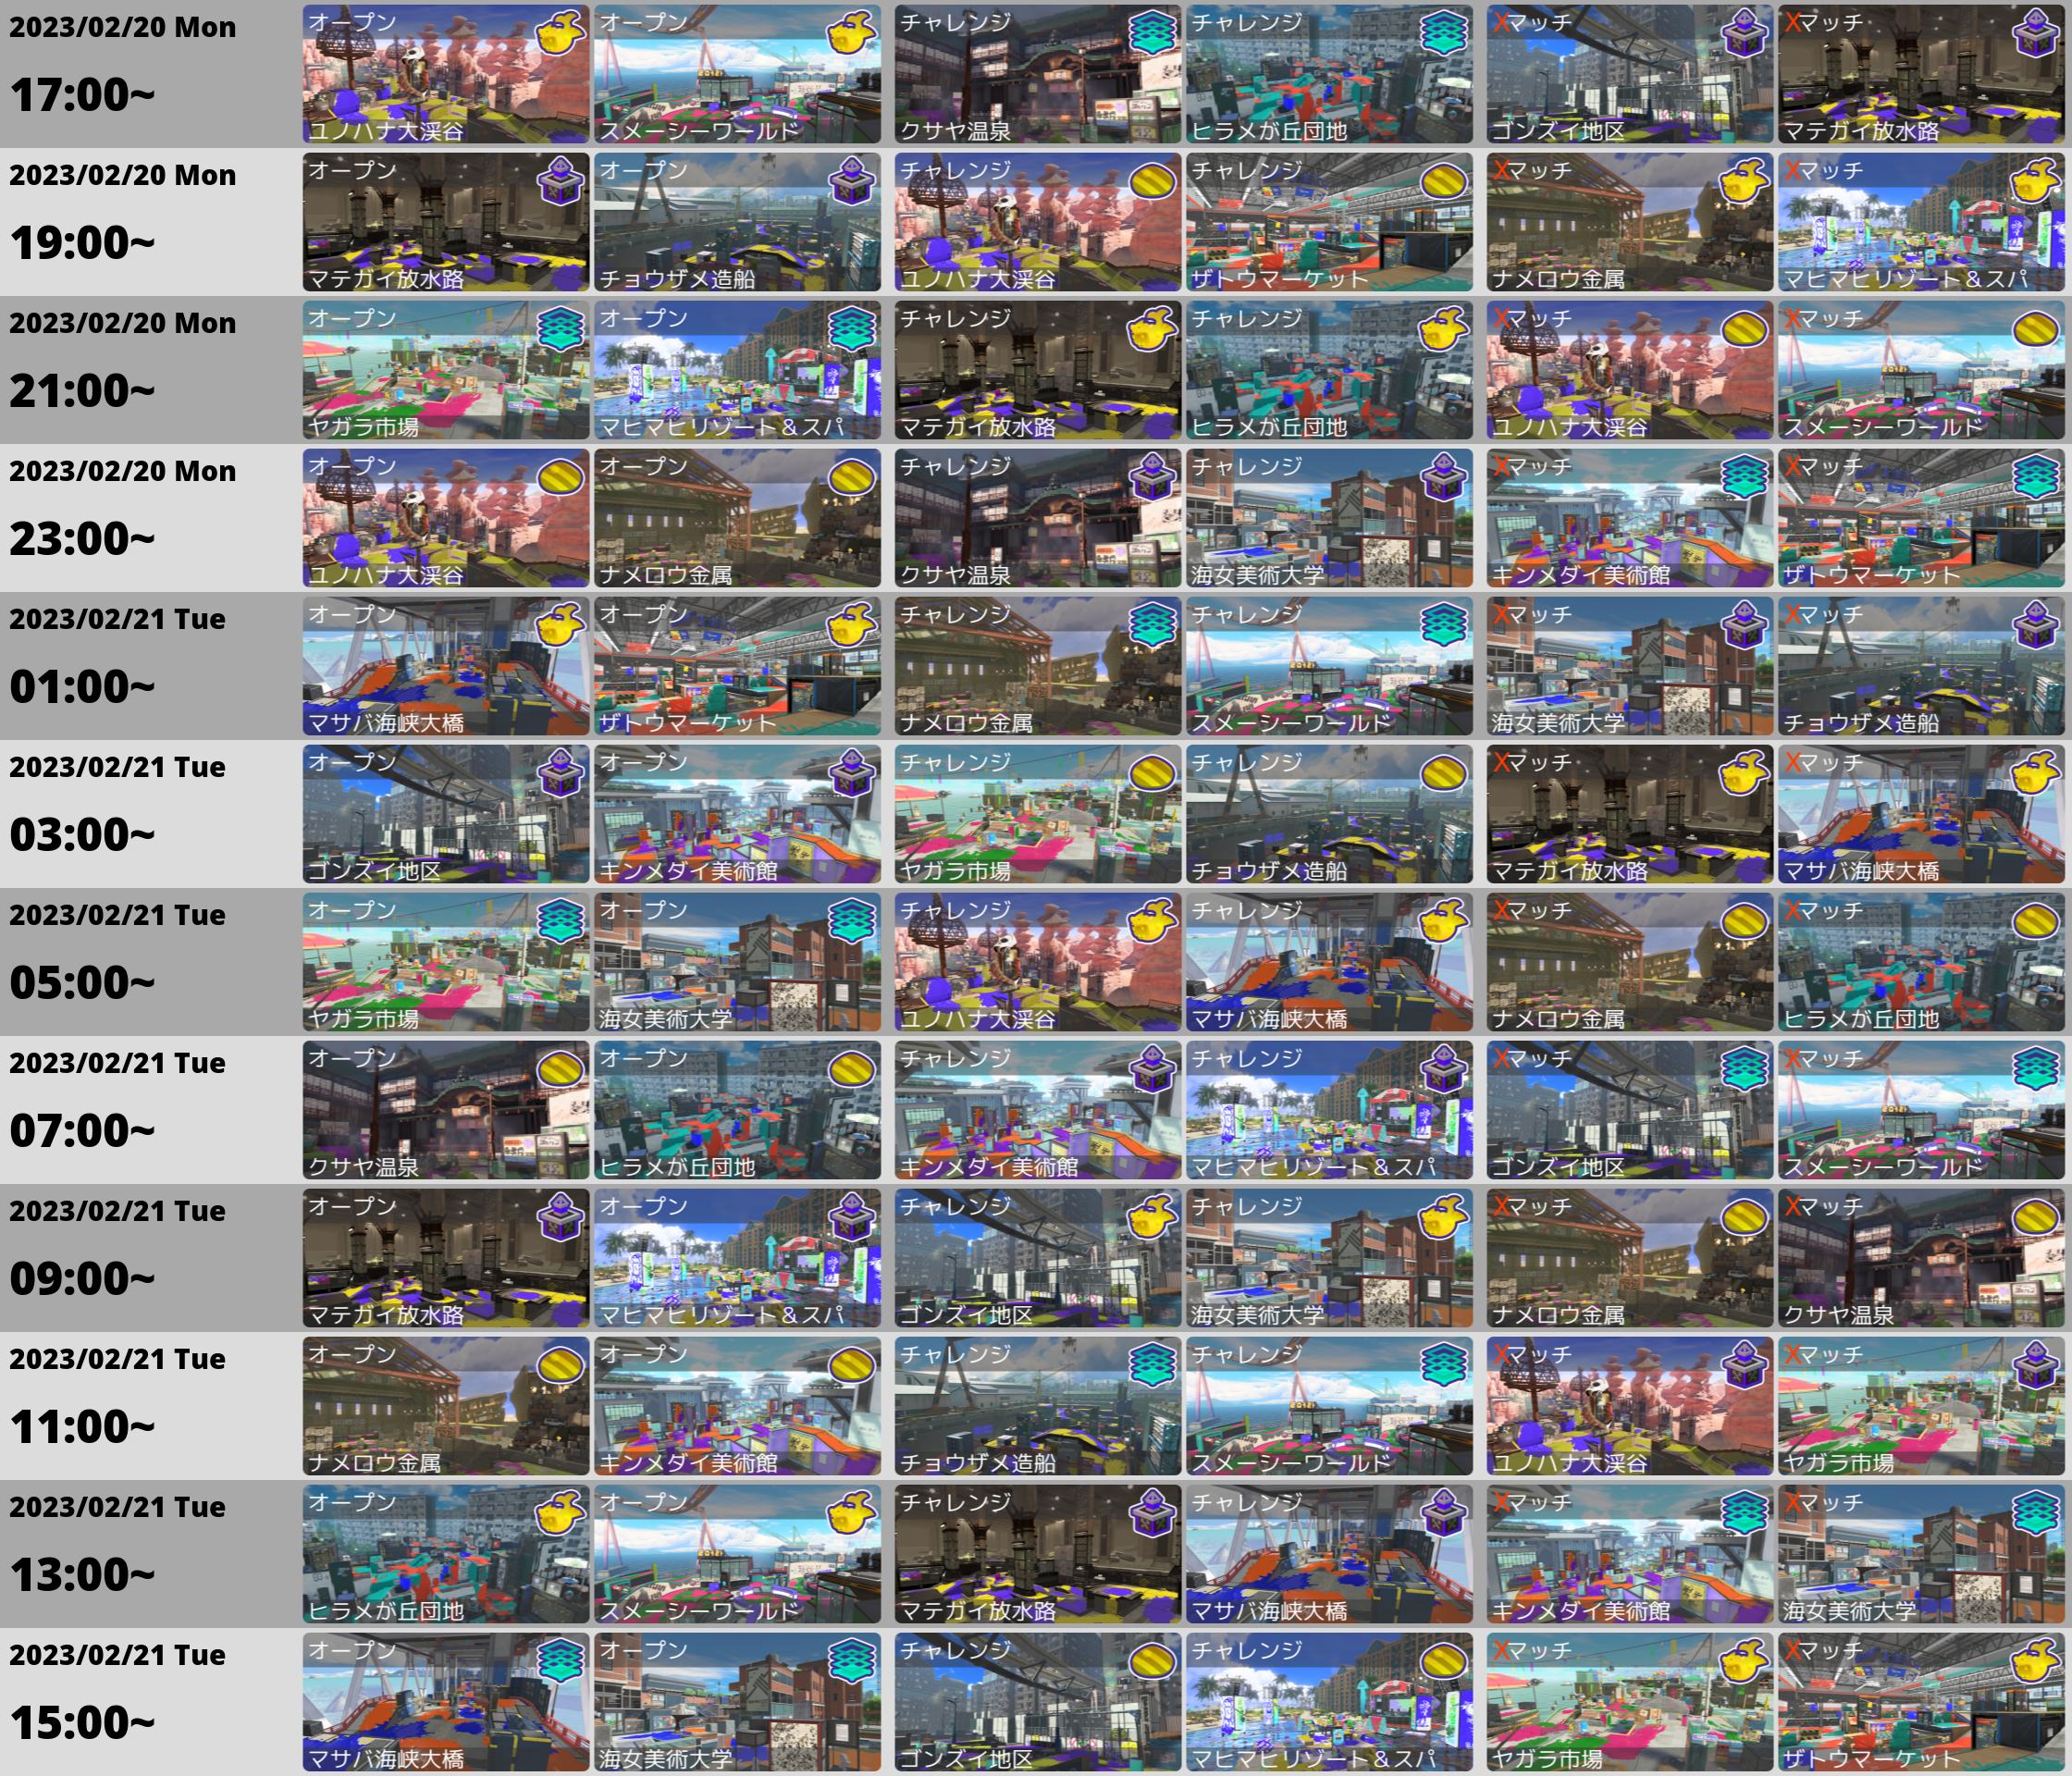 2023/02/20 Mon
17:00~
オープン オープン チャレンジ チャレンジ Xマッチ Xマッチ
ユノハナ大渓谷 スメーシーワールド クサヤ温泉 ヒラメが丘団地 ゴンズイ地区 マテガイ放水路
2023/02/20 Mon
19:00~
オープン オープン チャレンジ チャレンジ Xマッチ Xマッチ
マテガイ放水路 チョウザメ造船 ユノハナ大渓谷 ザトウマーケット ナメロウ金属 マヒマヒリゾート&スパ
2023/02/20 Mon
21:00~
オープン オープン チャレンジ チャレンジ Xマッチ Xマッチ
ヤガラ市場 マヒマヒリゾート&スパ マテガイ放水路 ヒラメが丘団地 ユノハナ大渓谷 スメーシーワールド
2023/02/20 Mon
23:00~
オープン オープン チャレンジ チャレンジ Xマッチ Xマッチ
ユノハナ大渓谷 ナメロウ金属 クサヤ温泉 海女美術大学 キンメダイ美術館 ザトウマーケット
2023/02/21 Tue
01:00~
オープン オープン チャレンジ チャレンジ Xマッチ Xマッチ
マサバ海峡大橋 ザトウマーケット ナメロウ金属 スメーシーワールド 海女美術大学 チョウザメ造船
2023/02/21 Tue
03:00~
オープン オープン チャレンジ チャレンジ Xマッチ Xマッチ
ゴンズイ地区 キンメダイ美術館 ヤガラ市場 チョウザメ造船 マテガイ放水路 マサバ海峡大橋
2023/02/21 Tue
05:00~
オープン オープン チャレンジ チャレンジ Xマッチ Xマッチ
ヤガラ市場 海女美術大学 ユノハナ大渓谷 マサバ海峡大橋 ナメロウ金属 ヒラメが丘団地
2023/02/21 Tue
07:00~
オープン オープン チャレンジ チャレンジ Xマッチ Xマッチ
クサヤ温泉 ヒラメが丘団地 キンメダイ美術館 マヒマヒリゾート&スパ ゴンズイ地区 スメーシーワールド
2023/02/21 Tue
09:00~
オープン オープン チャレンジ チャレンジ Xマッチ Xマッチ
マテガイ放水路 マヒマヒリゾート&スパ ゴンズイ地区 海女美術大学 ナメロウ金属 クサヤ温泉
2023/02/21 Tue
11:00~
オープン オープン チャレンジ チャレンジ Xマッチ Xマッチ
ナメロウ金属 キンメダイ美術館 チョウザメ造船 スメーシーワールド ユノハナ大渓谷 ヤガラ市場
2023/02/21 Tue
13:00~
オープン オープン チャレンジ チャレンジ Xマッチ Xマッチ
ヒラメが丘団地 スメーシーワールド マテガイ放水路 マサバ海峡大橋 キンメダイ美術館 海女美術大学
2023/02/21 Tue
15:00~
オープン オープン チャレンジ チャレンジ Xマッチ Xマッチ
マサバ海峡大橋 海女美術大学 ゴンズイ地区 マヒマヒリゾート&スパ ヤガラ市場 ザトウマーケット